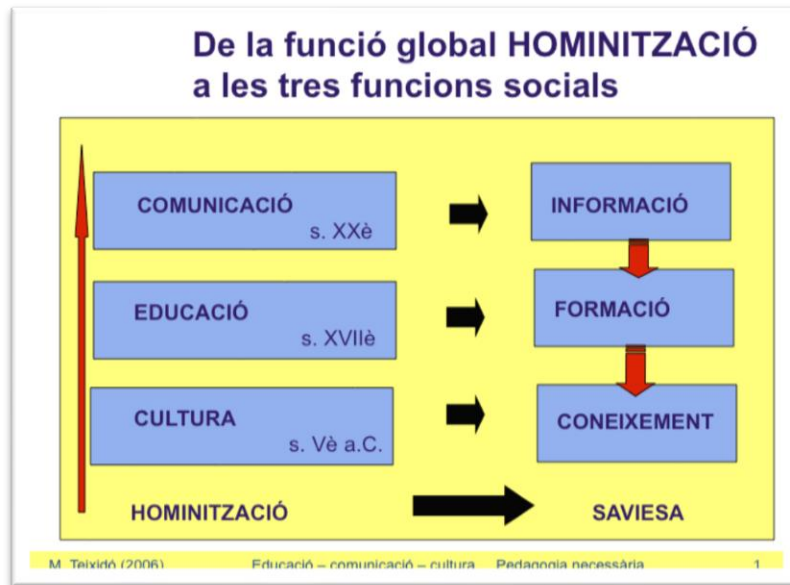 De la funció global HOMINITZACIÓ
a les tres funcions socials
COMUNICACIÓ
s. XXè
INFORMACIÓ
EDUCACIÓ
s. XVIIè
FORMACIÓ
CULTURA
s. Vè a.C.
CONEIXEMENT
HOMINITZACIÓ
SAVIESA
M. Teixidó (2006) Educació – comunicació – cultura Pedagogia necessària 1